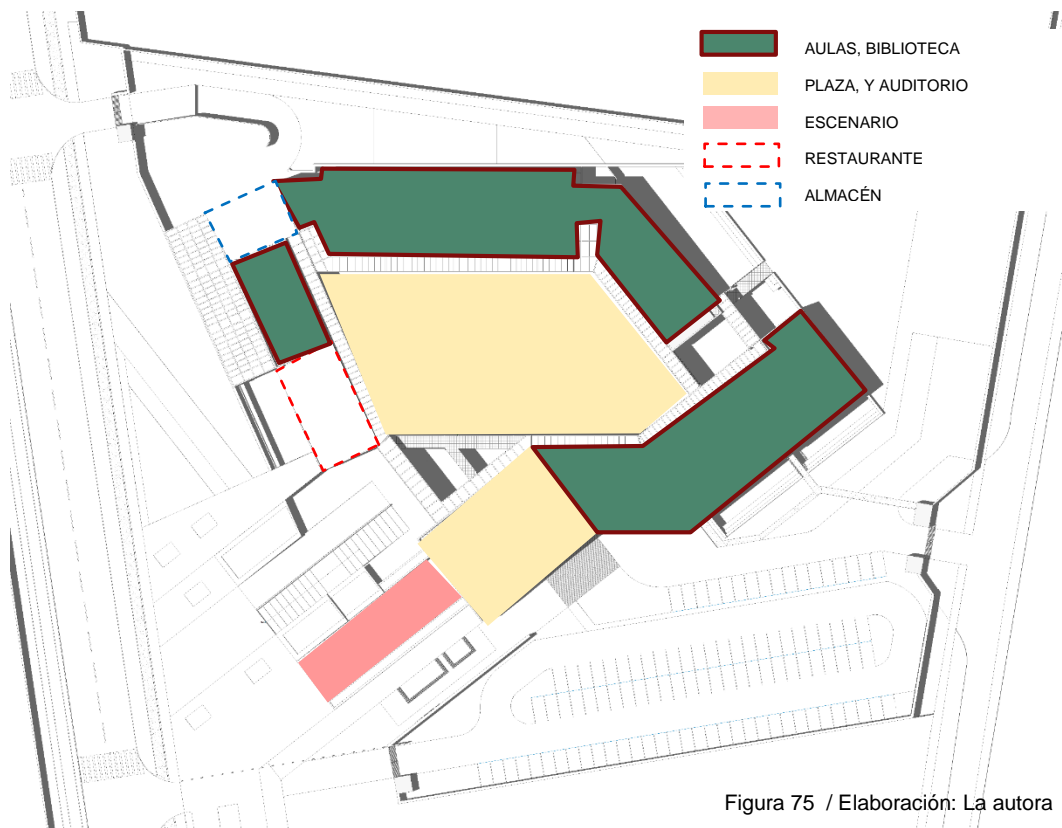 AULAS, BIBLIOTECA
PLAZA, Y AUDITORIO
ESCENARIO
RESTAURANTE
ALMACÉN
Figura 75 / Elaboración: La autora